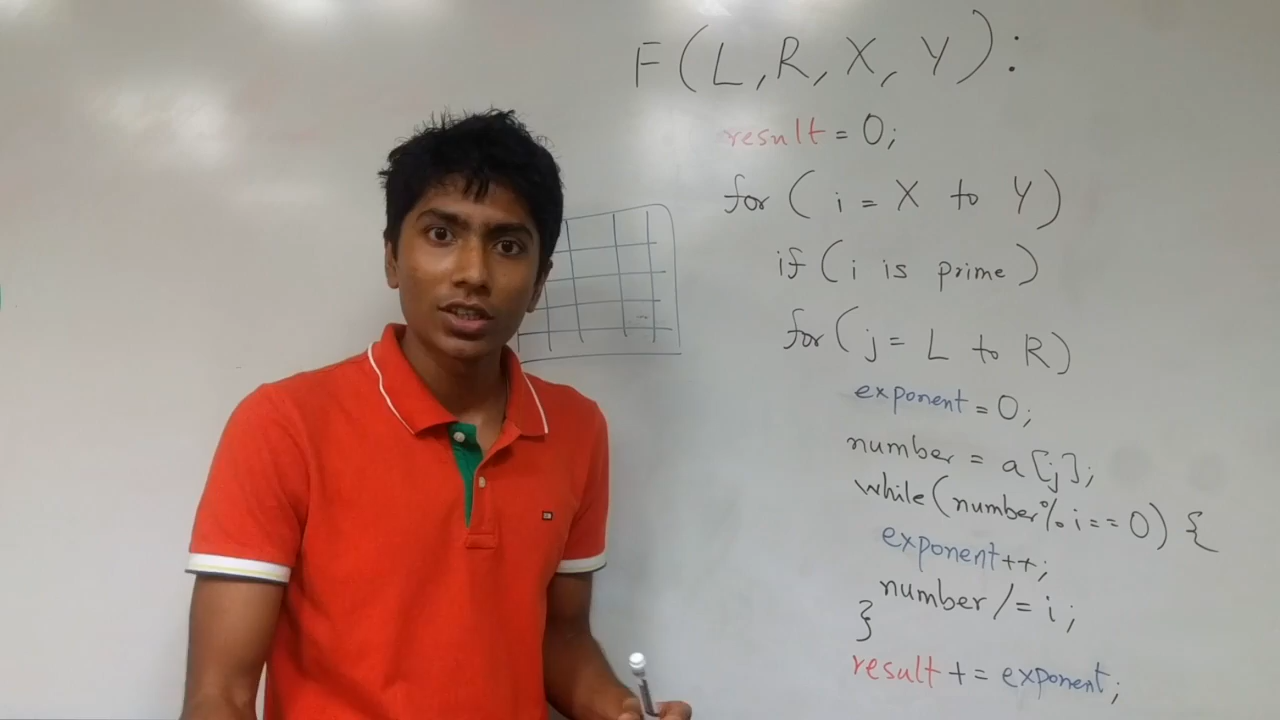 F(L,R,X,Y):
result = 0;
for ( i = X to Y)
if ( i is prime )
for ( j = L to R)
exponent = 0;
number = a[j];
while(number%i==0) {
exponent++;
number /= i;
}
result += exponent;